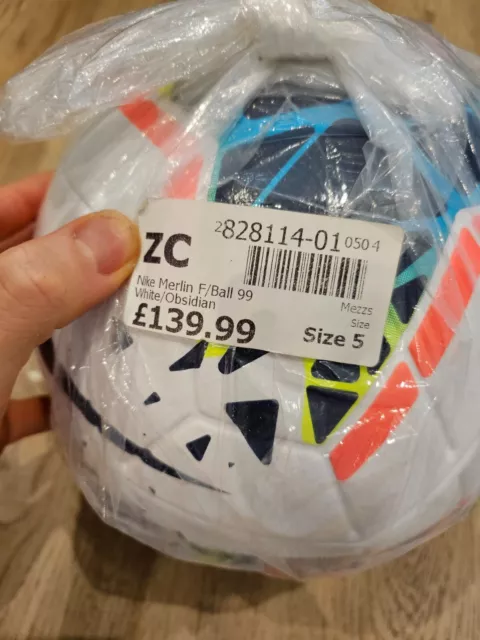 ZC
2828114-01 0504
Nike Merlin F/Ball 99
White/Obsidian
Mezzs
Size
£139.99
Size 5